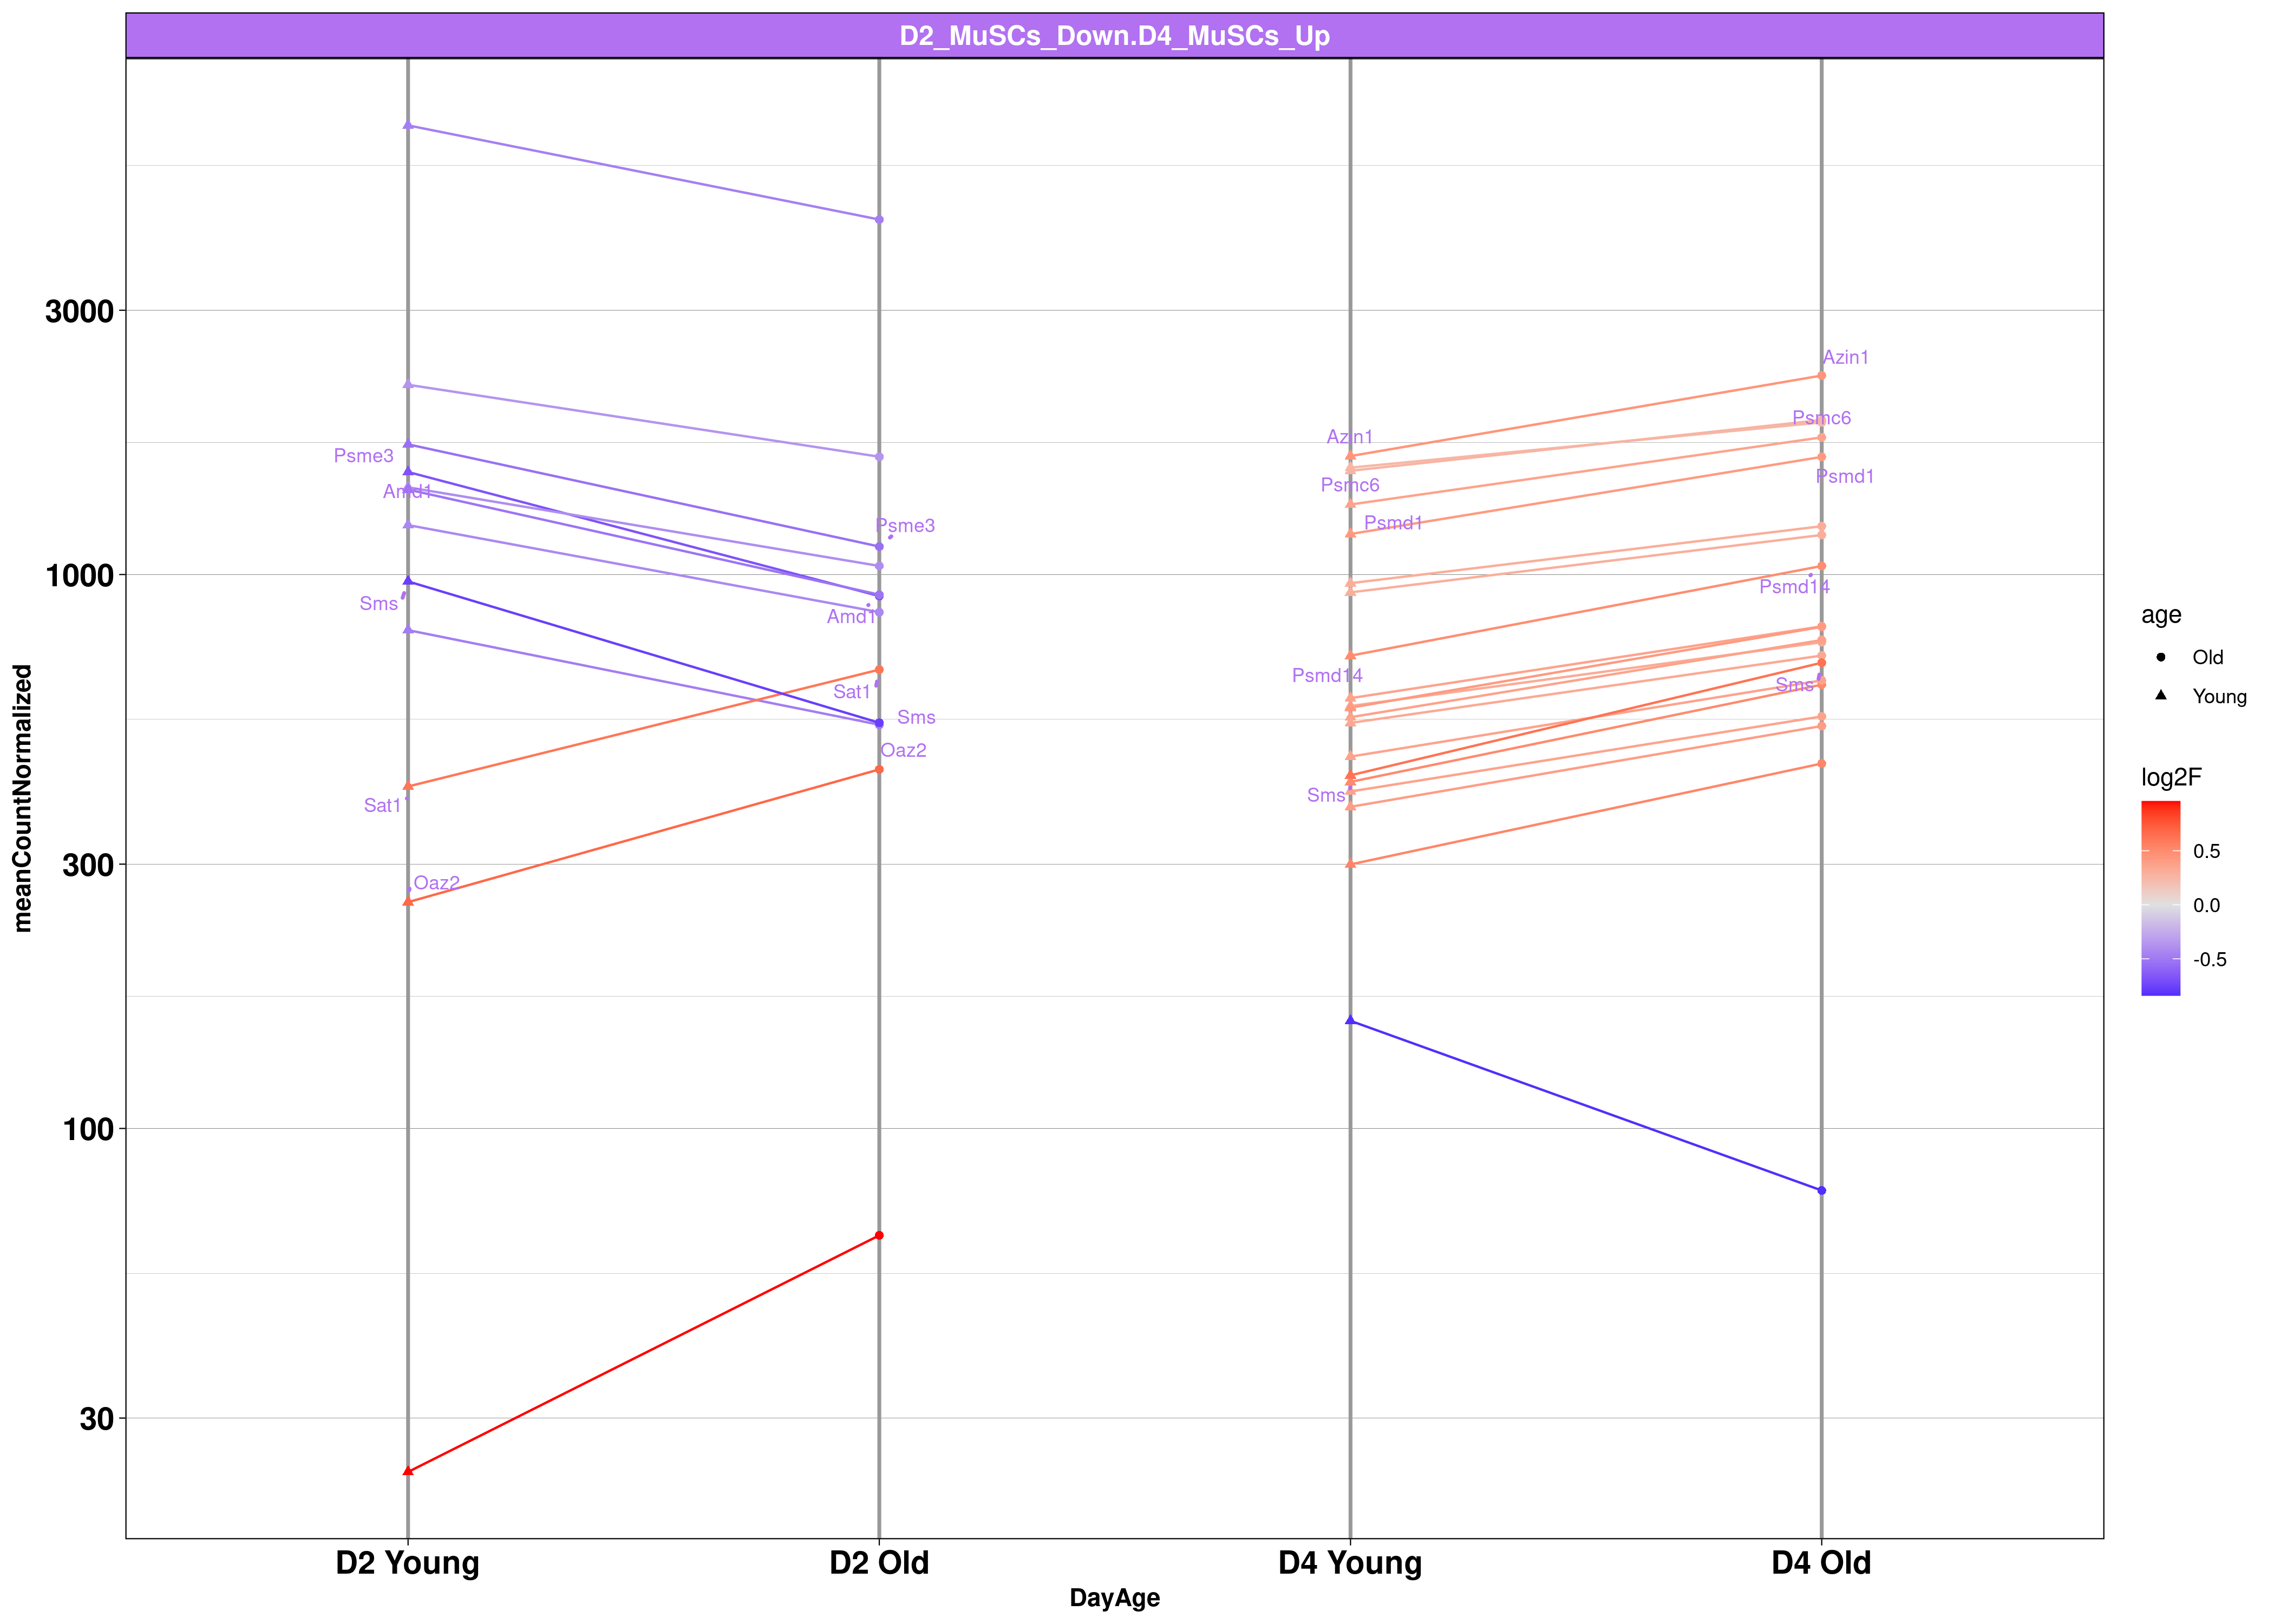 D2_MuSCs_Down.D4_MuSCs_Up
meanCountNormalized
3000
1000
300
100
30
Psme3
Amd1
Sms
Sat1
Oaz2
Psme3
Amd1
Sat1
Sms
Oaz2
Azin1
Psmc6
Psmd1
Psmd14
Sms
Azin1
Psmc6
Psmd1
Psmd14
Sms
D2 Young
D2 Old
D4 Young
D4 Old
DayAge
age
Old
Young
log2F
0.5
0.0
-0.5